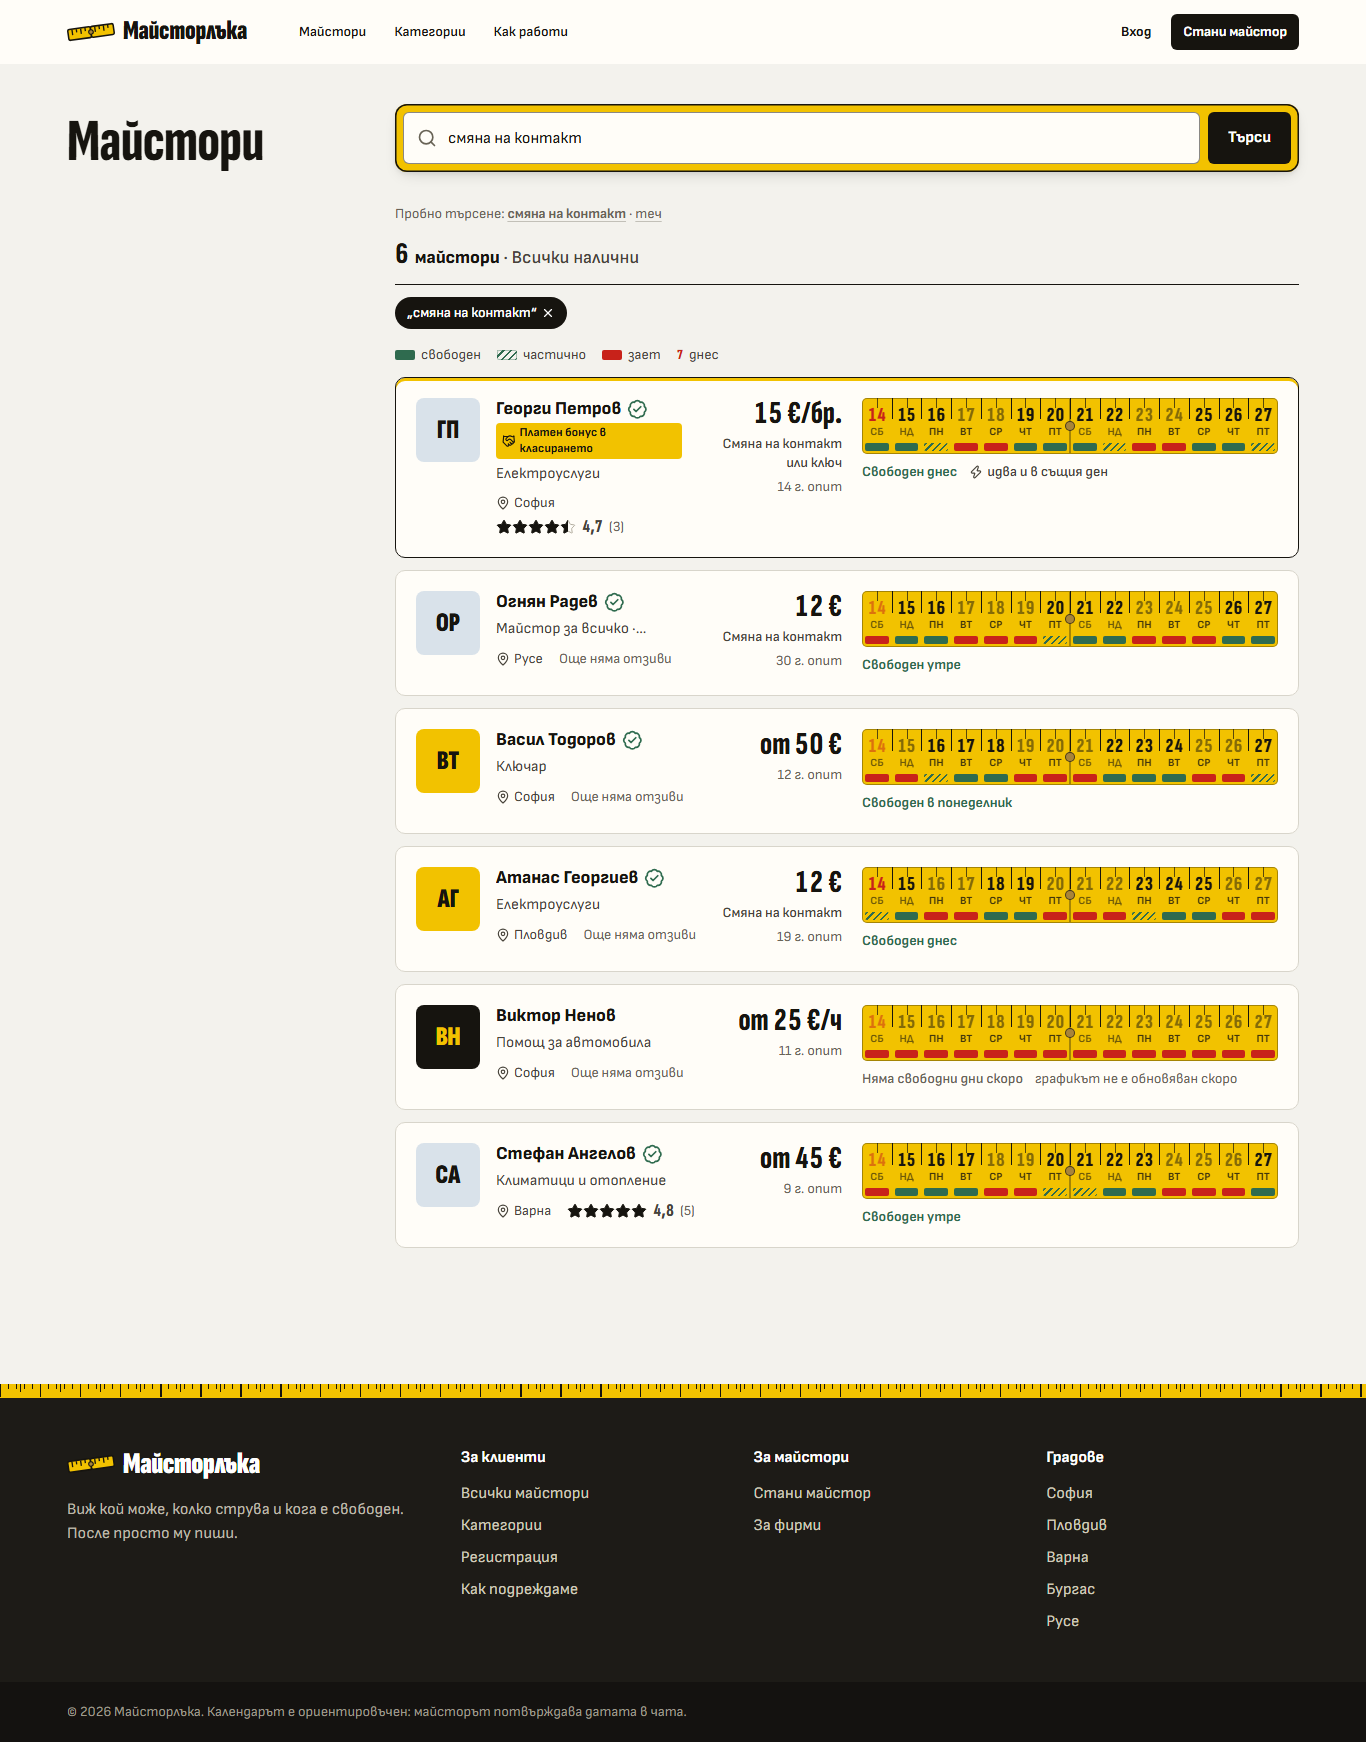 Майсторлъка
Майстори Категории Как работи
Вход Стани майстор
Майстори
смяна на контакт
Търси
Пробно търсене: смяна на контакт · теч
6 майстори · Всички налични
„смяна на контакт“
свободен частично зает 7 днес
ГП
Георги Петров
Платен бонус в
класирането
Електроуслуги
София
4,7 (3)
15 €/бр.
Смяна на контакт
или ключ
14 г. опит
14 15 16 17 18 19 20 21 22 23 24 25 26 27
СБ НД ПН ВТ СР ЧТ ПТ СБ НД ПН ВТ СР ЧТ ПТ
Свободен днес идва и в същия ден
ОР
Огнян Радев
Майстор за всичко ·...
Русе Още няма отзиви
12 €
Смяна на контакт
30 г. опит
14 15 16 17 18 19 20 21 22 23 24 25 26 27
СБ НД ПН ВТ СР ЧТ ПТ СБ НД ПН ВТ СР ЧТ ПТ
Свободен утре
ВТ
Васил Тодоров
Ключар
София Още няма отзиви
от 50 €
12 г. опит
14 15 16 17 18 19 20 21 22 23 24 25 26 27
СБ НД ПН ВТ СР ЧТ ПТ СБ НД ПН ВТ СР ЧТ ПТ
Свободен в понеделник
АГ
Атанас Георгиев
Електроуслуги
Пловдив Още няма отзиви
12 €
Смяна на контакт
19 г. опит
14 15 16 17 18 19 20 21 22 23 24 25 26 27
СБ НД ПН ВТ СР ЧТ ПТ СБ НД ПН ВТ СР ЧТ ПТ
Свободен днес
ВН
Виктор Ненов
Помощ за автомобила
София Още няма отзиви
от 25 €/ч
11 г. опит
14 15 16 17 18 19 20 21 22 23 24 25 26 27
СБ НД ПН ВТ СР ЧТ ПТ СБ НД ПН ВТ СР ЧТ ПТ
Няма свободни дни скоро графикът не е обновяван скоро
СА
Стефан Ангелов
Климатици и отопление
Варна 4,8 (5)
от 45 €
9 г. опит
14 15 16 17 18 19 20 21 22 23 24 25 26 27
СБ НД ПН ВТ СР ЧТ ПТ СБ НД ПН ВТ СР ЧТ ПТ
Свободен утре
Майсторлъка
Виж кой може, колко струва и кога е свободен.
После просто му пиши.
За клиенти
Всички майстори
Категории
Регистрация
Как подреждаме
За майстори
Стани майстор
За фирми
Градове
София
Пловдив
Варна
Бургас
Русе
© 2026 Майсторлъка. Календарът е ориентировъчен: майсторът потвърждава датата в чата.